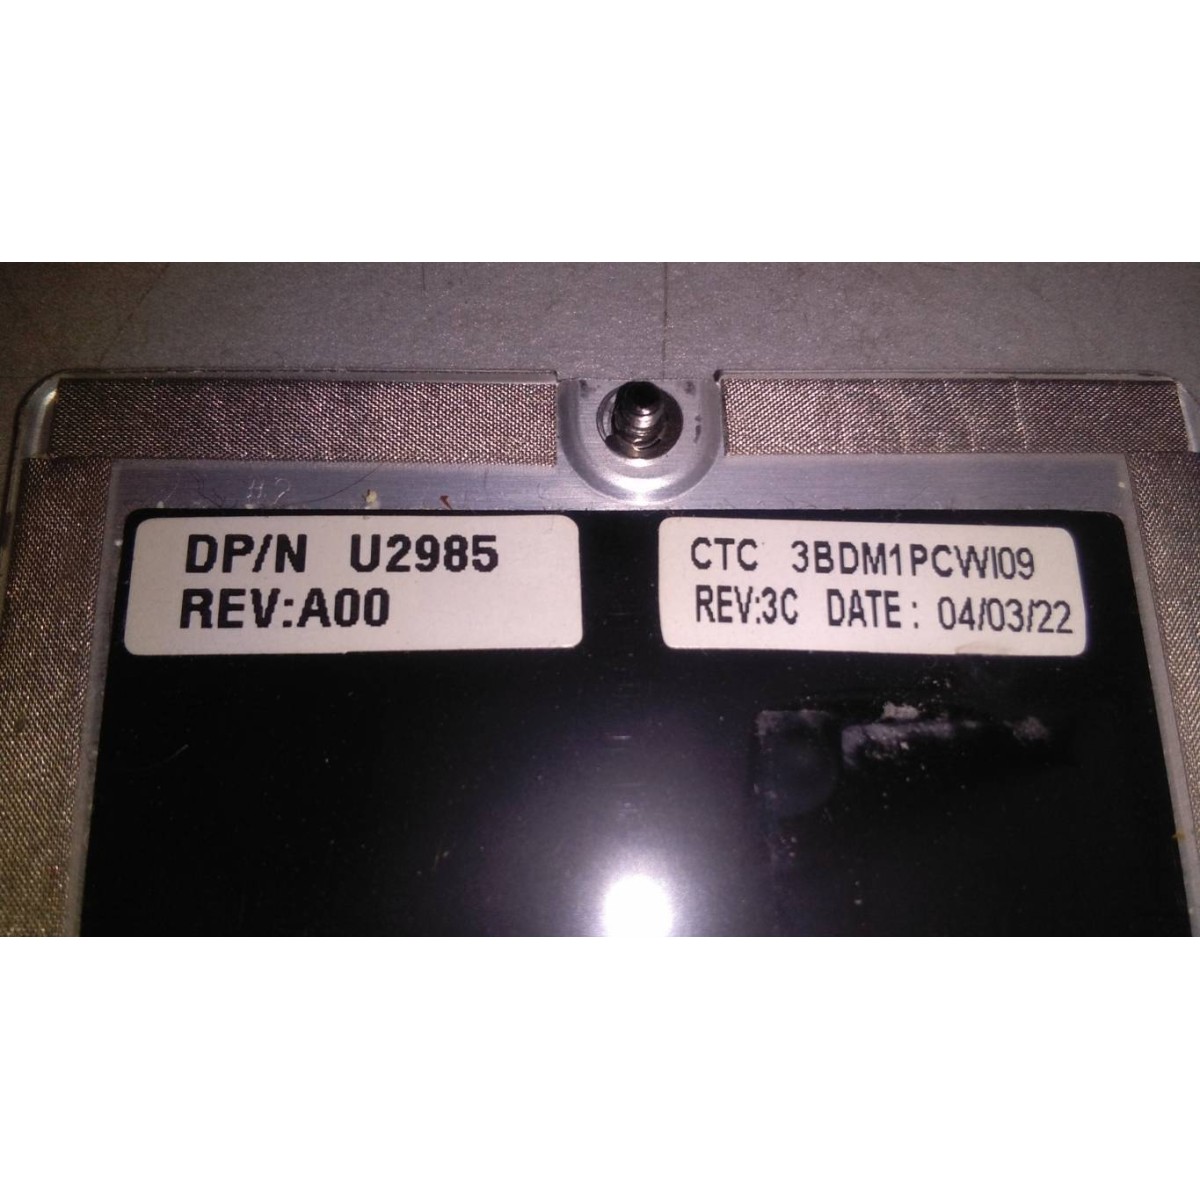 DP/N U2985
REV:A00
CTC 3BDM1PCWI09
REV:3C DATE: 04/03/22